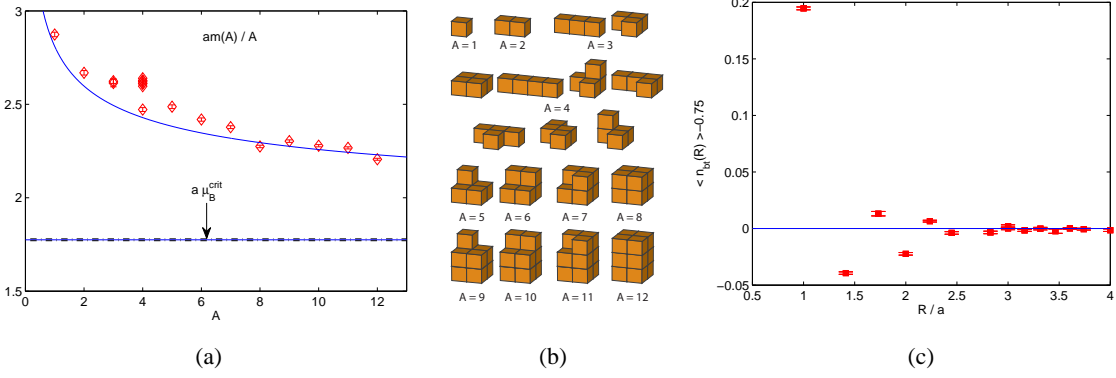 3
2.5
2
1.5
0
2
4
6
8
10
12
A
am(A) / A
a μ_B^crit
(a)
A = 1
A = 2
A = 3
A = 4
A = 5
A = 6
A = 7
A = 8
A = 9
A = 10
A = 11
A = 12
(b)
0.2
0.15
0.1
0.05
0
−0.05
0.5
1
1.5
2
2.5
3
3.5
4
R / a
< n_bt(R) >−0.75
(c)